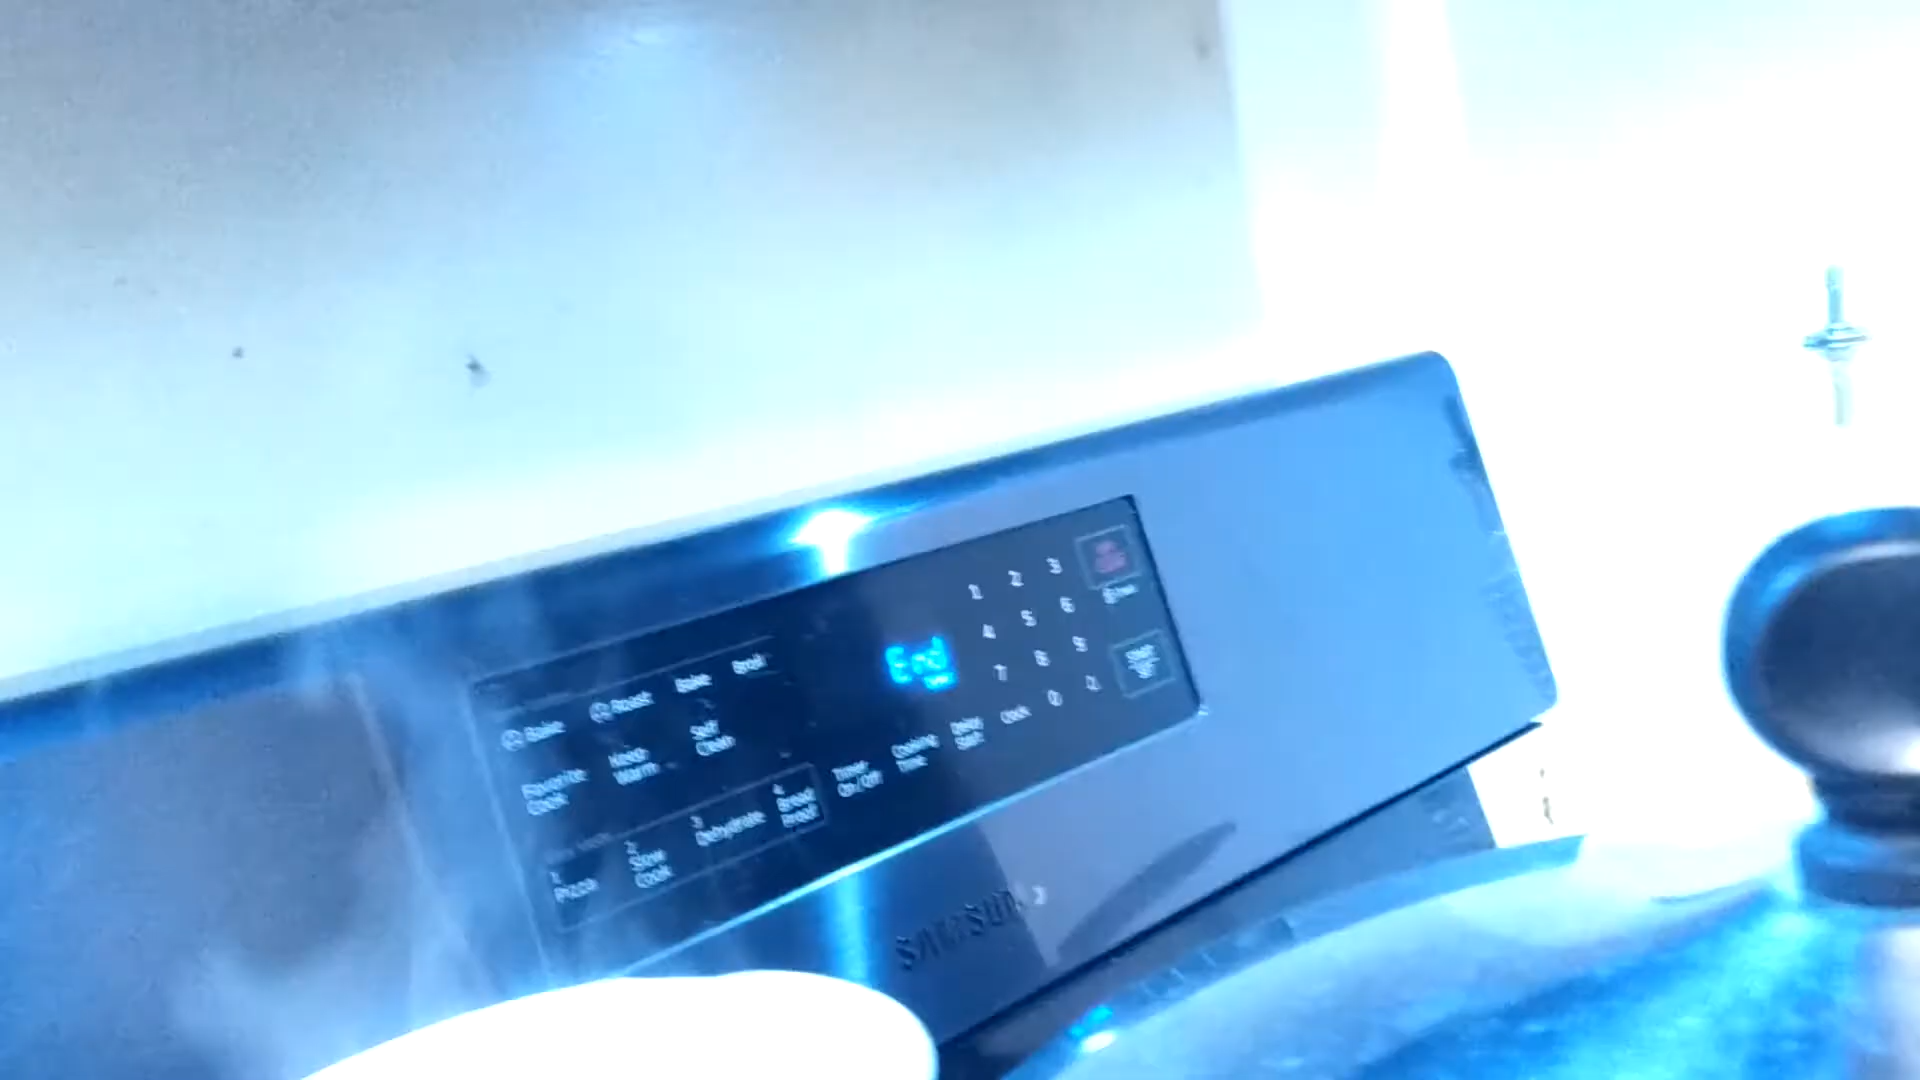 Bake
Roast
Bake
Broil
Favorite
Cook
Keep
Warm
Self
Clean
1
Pizza
2
Slow
Cook
3
Dehydrate
4
Bread
Proof
End
1 2 3
4 5 6
7 8 9
0
Timer
On/Off
Cooking
Time
Delay
Start
Clock
SAMSUNG